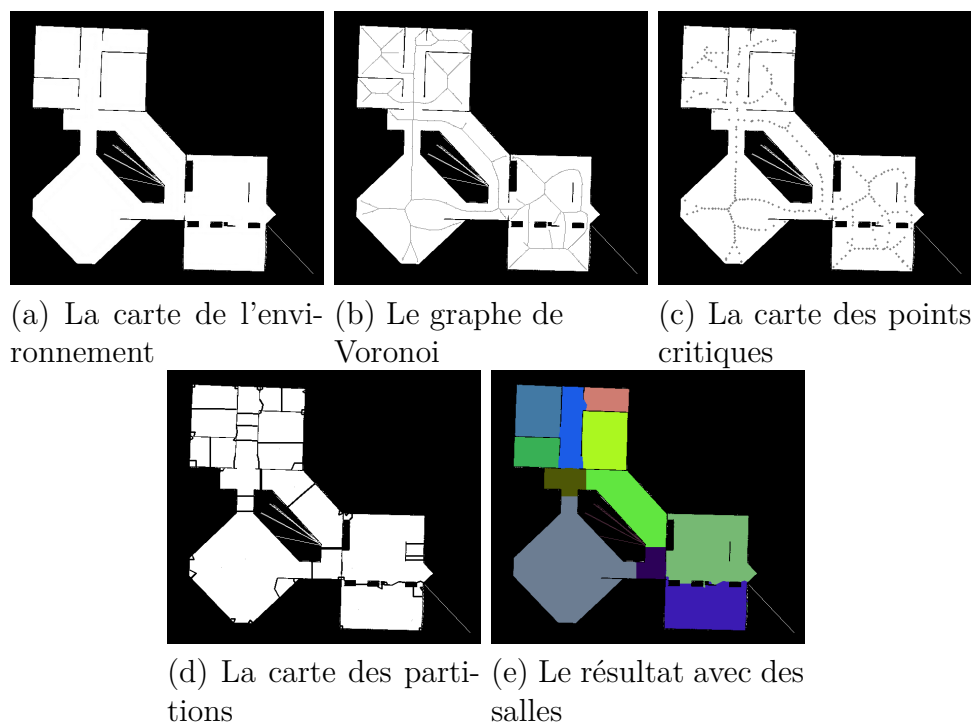 (a) La carte de l'envi-
ronnement
(b) Le graphe de
Voronoi
(c) La carte des points
critiques
(d) La carte des parti-
tions
(e) Le résultat avec des
salles